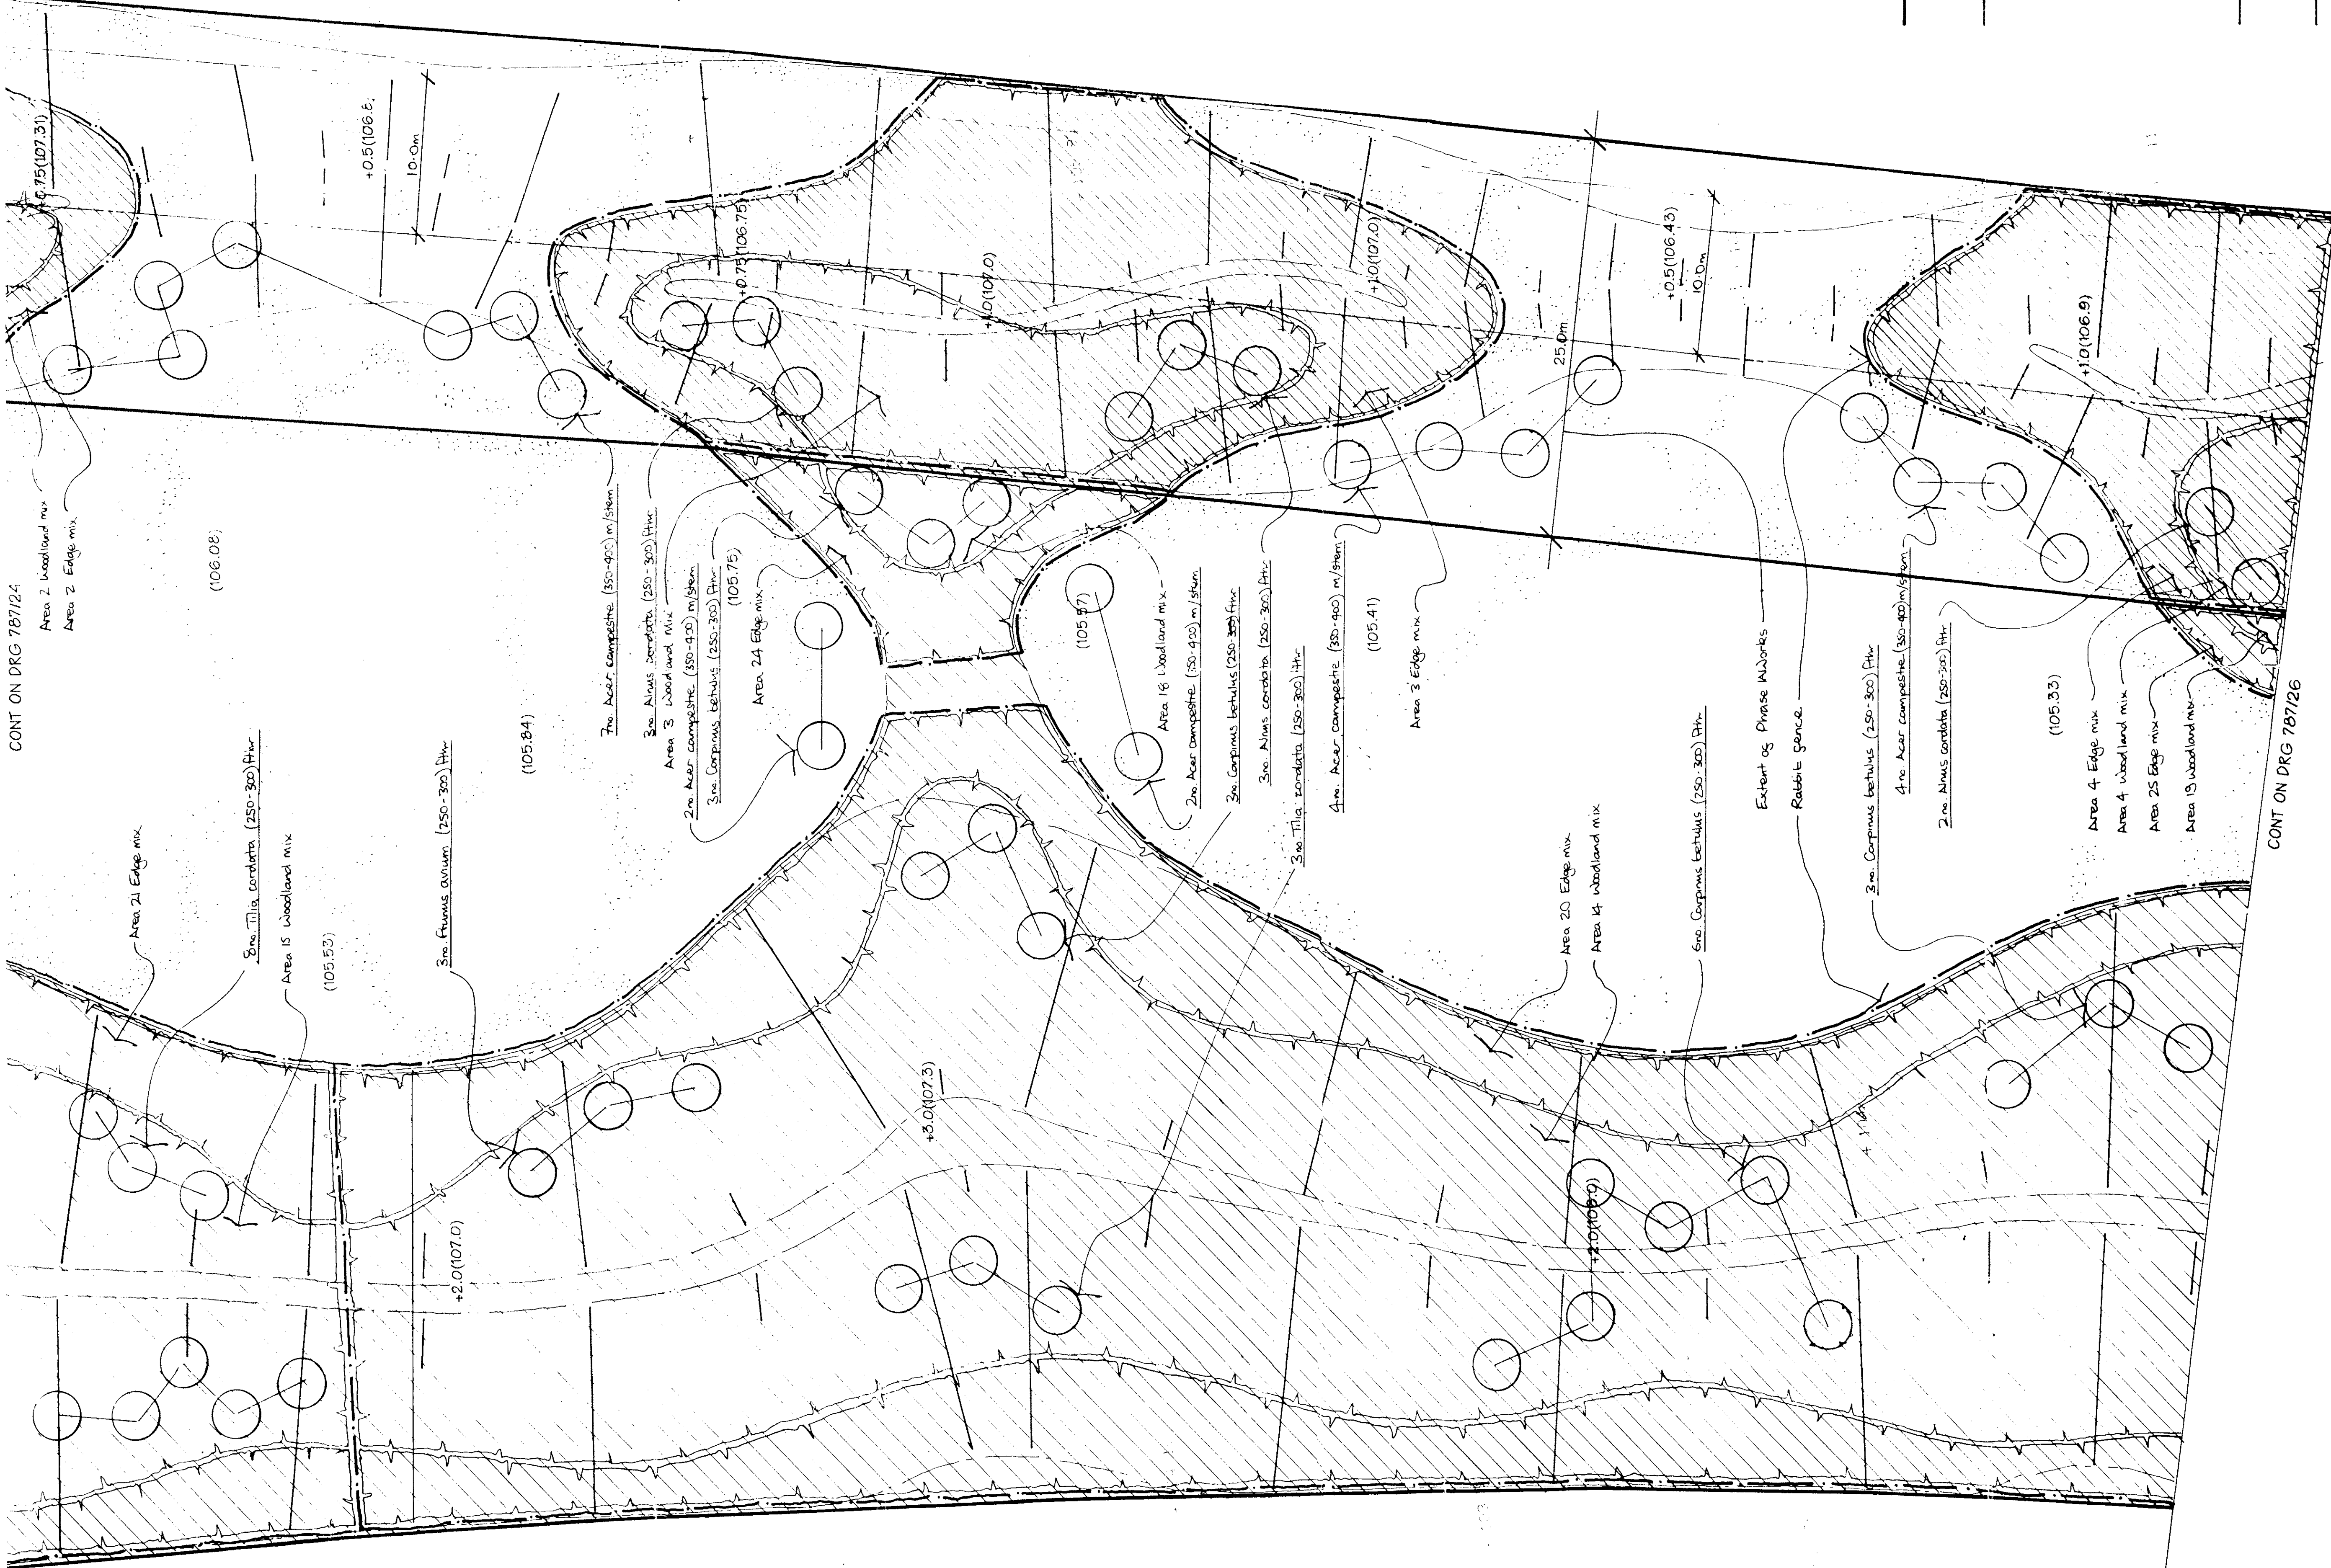 CONT ON DRG 787/24
Area 2 Woodland mix
Area 2 Edge mix
+0.75(107.31)
(106.08)
+0.5(106.8)
10.0m
Area 21 Edge mix
8no. Tilia cordata (250-300) fthr
Area 15 Woodland mix
(105.53)
3no. Prunus avium (250-300) fthr
+2.0(107.0)
(105.84)
7no. Acer campestre (350-400) m/stem
3no. Alnus cordata (250-300) fthr
Area 3 Woodland mix
2no. Acer campestre (350-400) m/stem
3no. Carpinus betulus (250-300) fthr
(105.75)
Area 24 Edge mix
+0.75(106.75)
+1.0(107.0)
+3.0(107.3)
(105.57)
Area 18 Woodland mix
2no. Acer campestre (350-400) m/stem
3no. Carpinus betulus (250-300) fthr
3no. Alnus cordata (250-300) fthr
3no. Tilia cordata (250-300) fthr
4no. Acer campestre (350-400) m/stem
+1.0(107.0)
(105.41)
Area 3 Edge mix
25.0m
Area 20 Edge mix
Area 14 Woodland mix
+2.0(108.0)
6no. Carpinus betulus (250-300) fthr
+0.5(106.43)
10.0m
Extent of Phrase 1 Works
Rabbit fence
3no. Carpinus betulus (250-300) fthr
4no. Acer campestre (350-400) m/stem
2no. Alnus cordata (250-300) fthr
(105.33)
+1.0(106.9)
Area 4 Edge mix
Area 4 Woodland mix
Area 25 Edge mix
Area 13 Woodland mix
CONT ON DRG 787/26